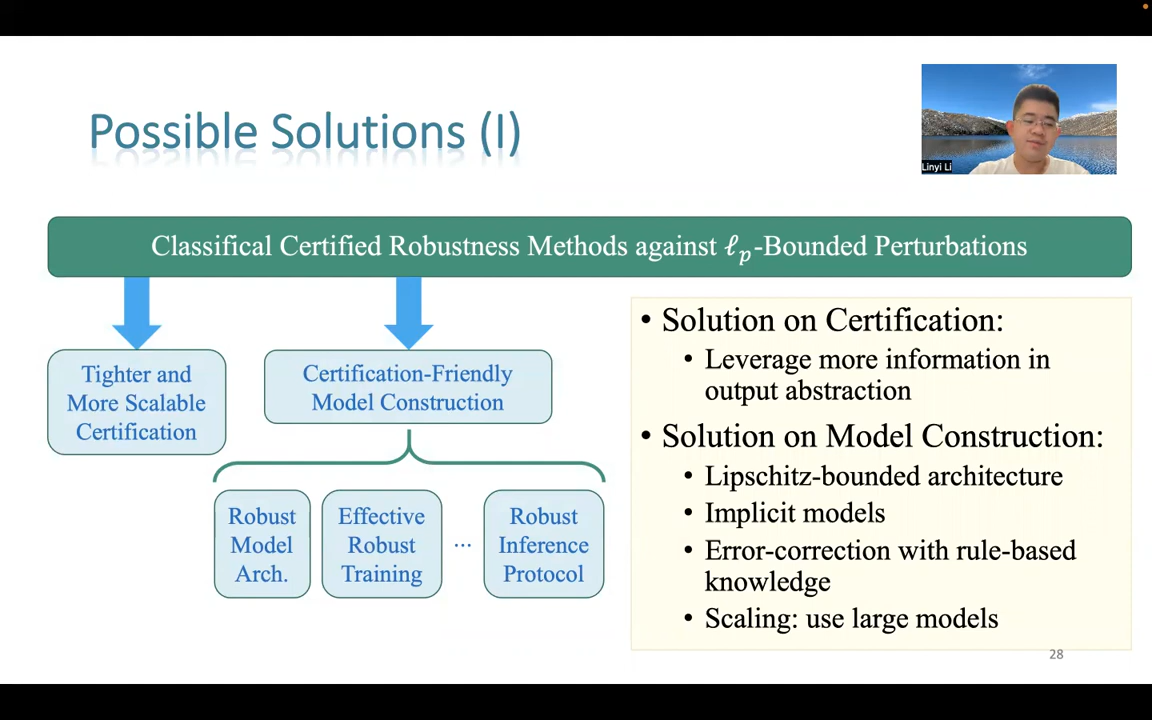 Possible Solutions (I)
Linyi Li
Classifical Certified Robustness Methods against ℓp-Bounded Perturbations
Tighter and
More Scalable
Certification
Certification-Friendly
Model Construction
Robust
Model
Arch.
Effective
Robust
Training
...
Robust
Inference
Protocol
• Solution on Certification:
• Leverage more information in
output abstraction
• Solution on Model Construction:
• Lipschitz-bounded architecture
• Implicit models
• Error-correction with rule-based
knowledge
• Scaling: use large models
28